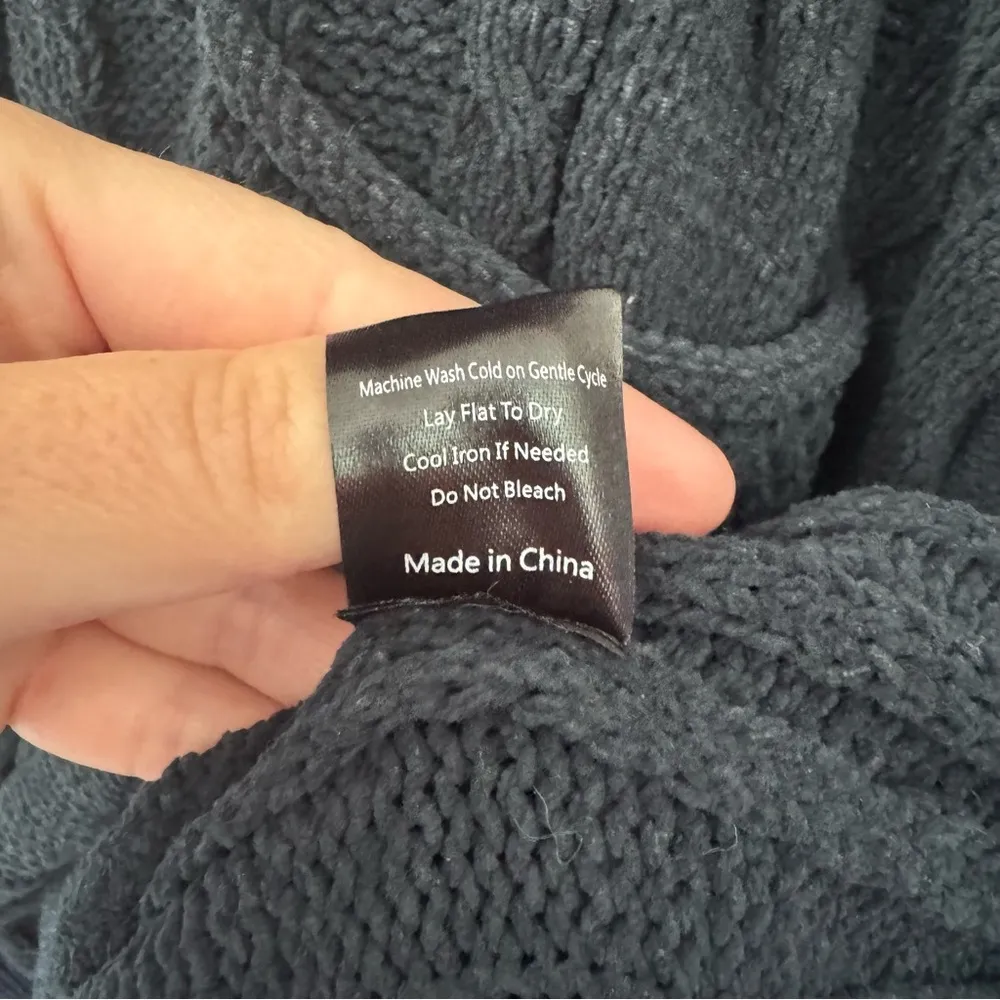 Machine Wash Cold on Gentle Cycle
Lay Flat To Dry
Cool Iron If Needed
Do Not Bleach
Made in China